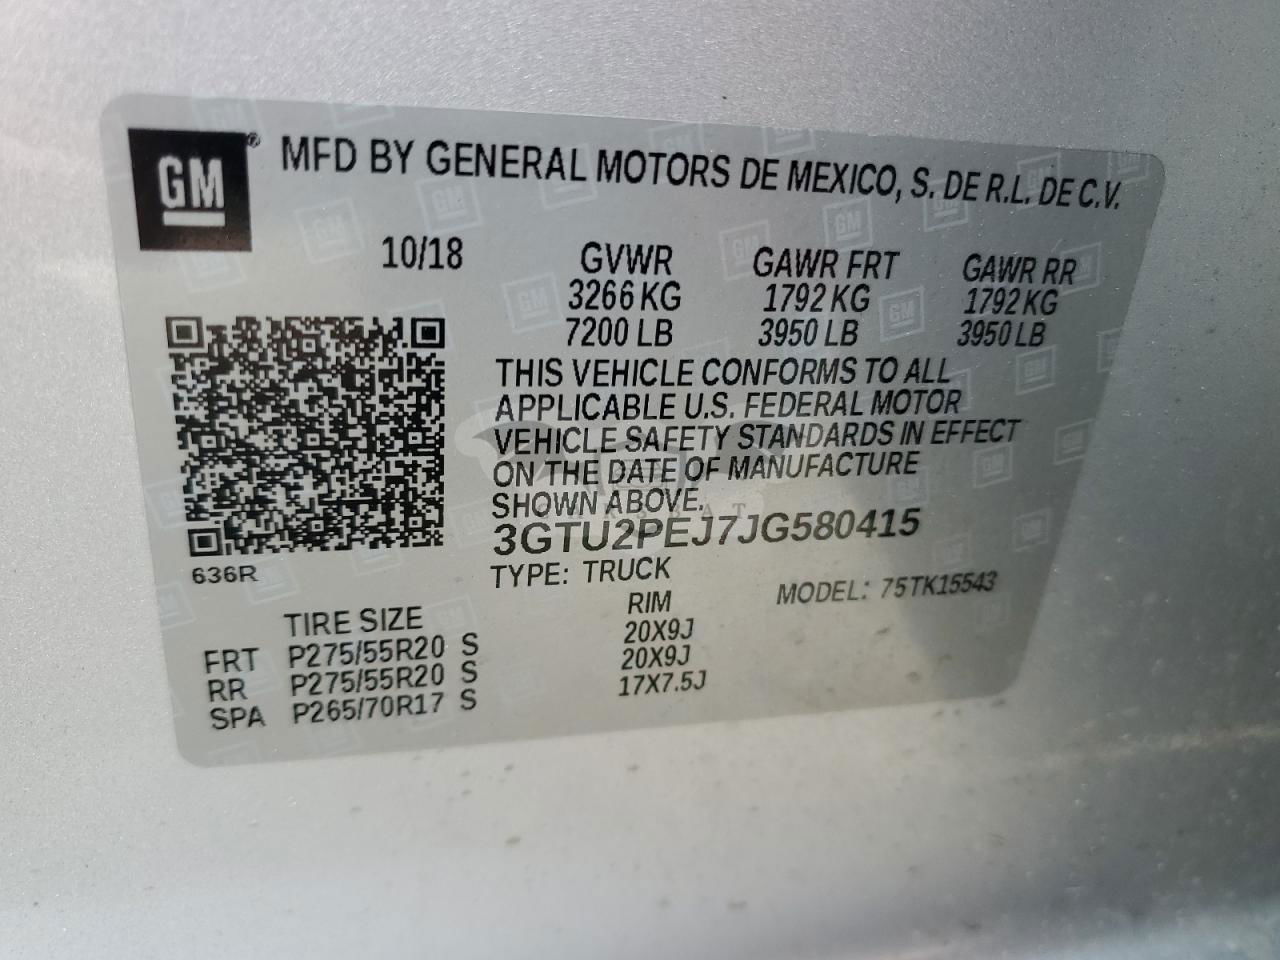 GM
MFD BY GENERAL MOTORS DE MEXICO, S. DE R.L. DE C.V.
10/18 GVWR GAWR FRT GAWR RR
3266 KG 1792 KG 1792 KG
7200 LB 3950 LB 3950 LB
THIS VEHICLE CONFORMS TO ALL
APPLICABLE U.S. FEDERAL MOTOR
VEHICLE SAFETY STANDARDS IN EFFECT
ON THE DATE OF MANUFACTURE
SHOWN ABOVE.
3GTU2PEJ7JG580415
636R
TYPE: TRUCK MODEL: 75TK15543
TIRE SIZE RIM
FRT P275/55R20 S 20X9J
RR P275/55R20 S 20X9J
SPA P265/70R17 S 17X7.5J